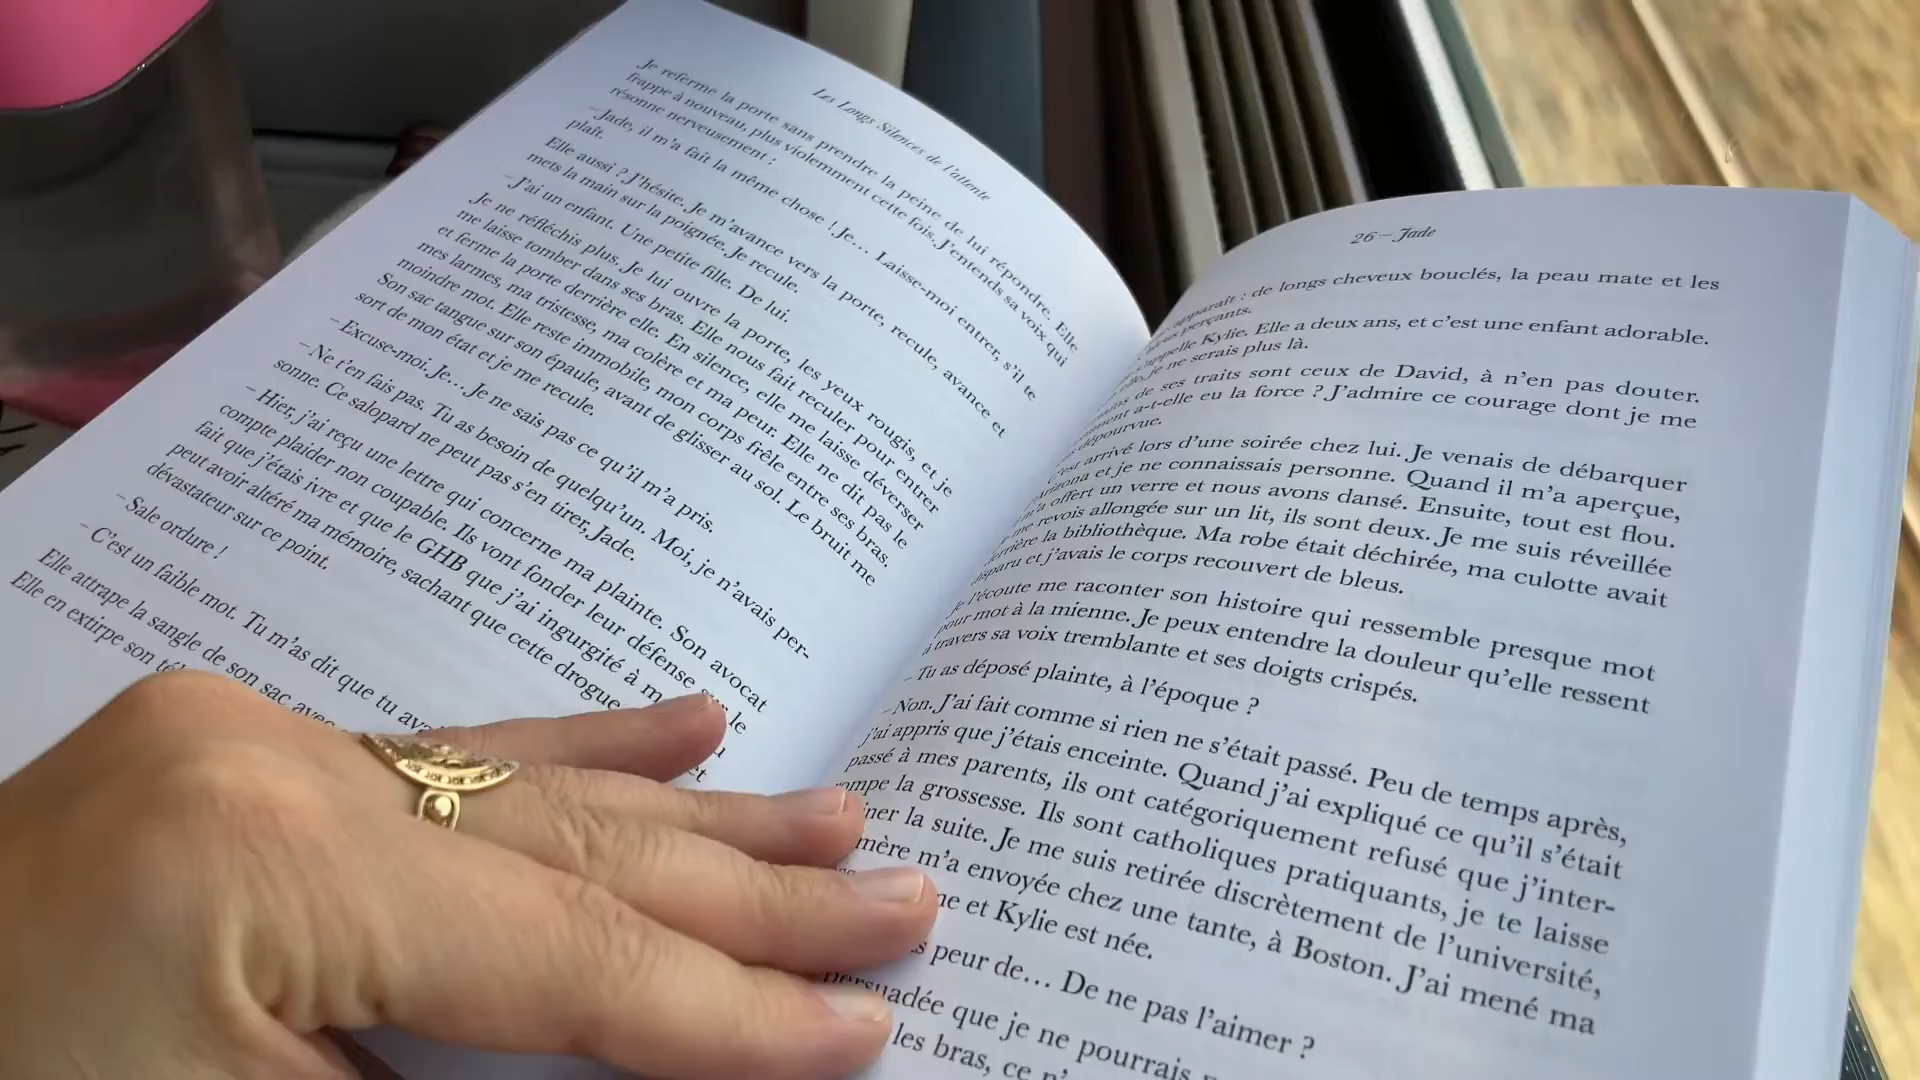 Les Longs Silences de l'attente
Je referme la porte sans prendre la peine de lui répondre. Elle
frappe à nouveau, plus violemment cette fois. J'entends sa voix qui
résonne nerveusement :
– Jade, il m'a fait la même chose ! Je… Laisse-moi entrer, s'il te
plaît.
Elle aussi ? J'hésite. Je m'avance vers la porte, recule, avance et
mets la main sur la poignée. Je recule.
– J'ai un enfant. Une petite fille. De lui.
Je ne réfléchis plus. Je lui ouvre la porte, les yeux rougis, et je
me laisse tomber dans ses bras. Elle nous fait reculer pour entrer
et ferme la porte derrière elle. En silence, elle me laisse déverser
mes larmes, ma tristesse, ma colère et ma peur. Elle ne dit pas le
moindre mot. Elle reste immobile, mon corps frêle entre ses bras.
Son sac tangue sur son épaule, avant de glisser au sol. Le bruit me
sort de mon état et je me recule.
– Excuse-moi. Je… Je ne sais pas ce qu'il m'a pris.
– Ne t'en fais pas. Tu as besoin de quelqu'un. Moi, je n'avais per-
sonne. Ce salopard ne peut pas s'en tirer, Jade.
– Hier, j'ai reçu une lettre qui concerne ma plainte. Son avocat
compte plaider non coupable. Ils vont fonder leur défense sur le
fait que j'étais ivre et que le GHB que j'ai ingurgité à m
peut avoir altéré ma mémoire, sachant que cette drogue et
dévastateur sur ce point.
– Sale ordure !
– C'est un faible mot. Tu m'as dit que tu
Elle attrape la sangle de son sac avec
Elle en extirpe son
26 – Jade
apparaît : de longs cheveux bouclés, la peau mate et les
perçants.
appelle Kylie. Elle a deux ans, et c'est une enfant adorable.
elle, je ne serais plus là.
de ses traits sont ceux de David, à n'en pas douter.
a-t-elle eu la force ? J'admire ce courage dont je me
dépourvue.
arrivé lors d'une soirée chez lui. Je venais de débarquer
Arizona et je ne connaissais personne. Quand il m'a aperçue,
m'a offert un verre et nous avons dansé. Ensuite, tout est flou.
me revois allongée sur un lit, ils sont deux. Je me suis réveillée
derrière la bibliothèque. Ma robe était déchirée, ma culotte avait
disparu et j'avais le corps recouvert de bleus.
Je l'écoute me raconter son histoire qui ressemble presque mot
pour mot à la mienne. Je peux entendre la douleur qu'elle ressent
à travers sa voix tremblante et ses doigts crispés.
– Tu as déposé plainte, à l'époque ?
– Non. J'ai fait comme si rien ne s'était passé. Peu de temps après,
j'ai appris que j'étais enceinte. Quand j'ai expliqué ce qu'il s'était
passé à mes parents, ils ont catégoriquement refusé que j'inter-
rompe la grossesse. Ils sont catholiques pratiquants, je te laisse
iner la suite. Je me suis retirée discrètement de l'université,
mère m'a envoyée chez une tante, à Boston. J'ai mené ma
et Kylie est née.
peur de… De ne pas l'aimer ?
persuadée que je ne pourrais
les bras, ce